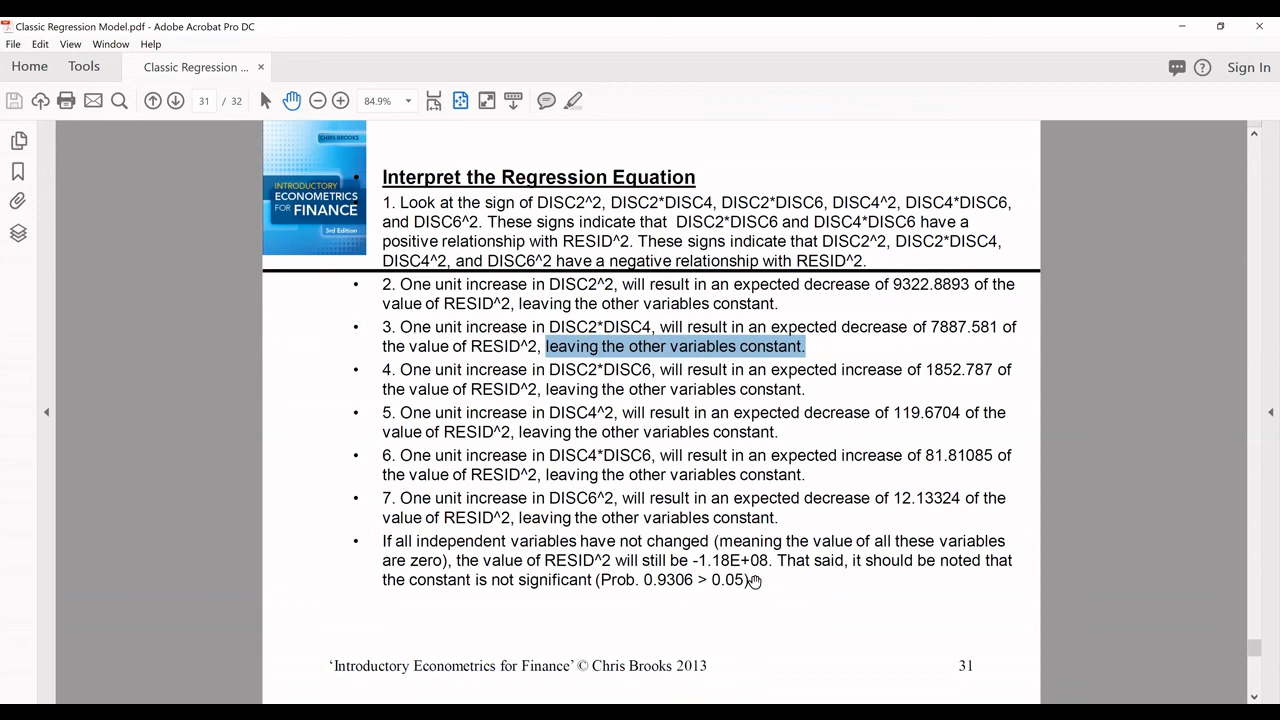 Classic Regression Model.pdf - Adobe Acrobat Pro DC
File Edit View Window Help
Home Tools Classic Regression ... × Sign In
31 / 32 84.9%
CHRIS BROOKS
INTRODUCTORY
ECONOMETRICS
FOR FINANCE
3rd Edition
• Interpret the Regression Equation
1. Look at the sign of DISC2^2, DISC2*DISC4, DISC2*DISC6, DISC4^2, DISC4*DISC6,
and DISC6^2. These signs indicate that DISC2*DISC6 and DISC4*DISC6 have a
positive relationship with RESID^2. These signs indicate that DISC2^2, DISC2*DISC4,
DISC4^2, and DISC6^2 have a negative relationship with RESID^2.
• 2. One unit increase in DISC2^2, will result in an expected decrease of 9322.8893 of the
value of RESID^2, leaving the other variables constant.
• 3. One unit increase in DISC2*DISC4, will result in an expected decrease of 7887.581 of
the value of RESID^2, leaving the other variables constant.
• 4. One unit increase in DISC2*DISC6, will result in an expected increase of 1852.787 of
the value of RESID^2, leaving the other variables constant.
• 5. One unit increase in DISC4^2, will result in an expected decrease of 119.6704 of the
value of RESID^2, leaving the other variables constant.
• 6. One unit increase in DISC4*DISC6, will result in an expected increase of 81.81085 of
the value of RESID^2, leaving the other variables constant.
• 7. One unit increase in DISC6^2, will result in an expected decrease of 12.13324 of the
value of RESID^2, leaving the other variables constant.
• If all independent variables have not changed (meaning the value of all these variables
are zero), the value of RESID^2 will still be -1.18E+08. That said, it should be noted that
the constant is not significant (Prob. 0.9306 > 0.05)
‘Introductory Econometrics for Finance’ © Chris Brooks 2013 31